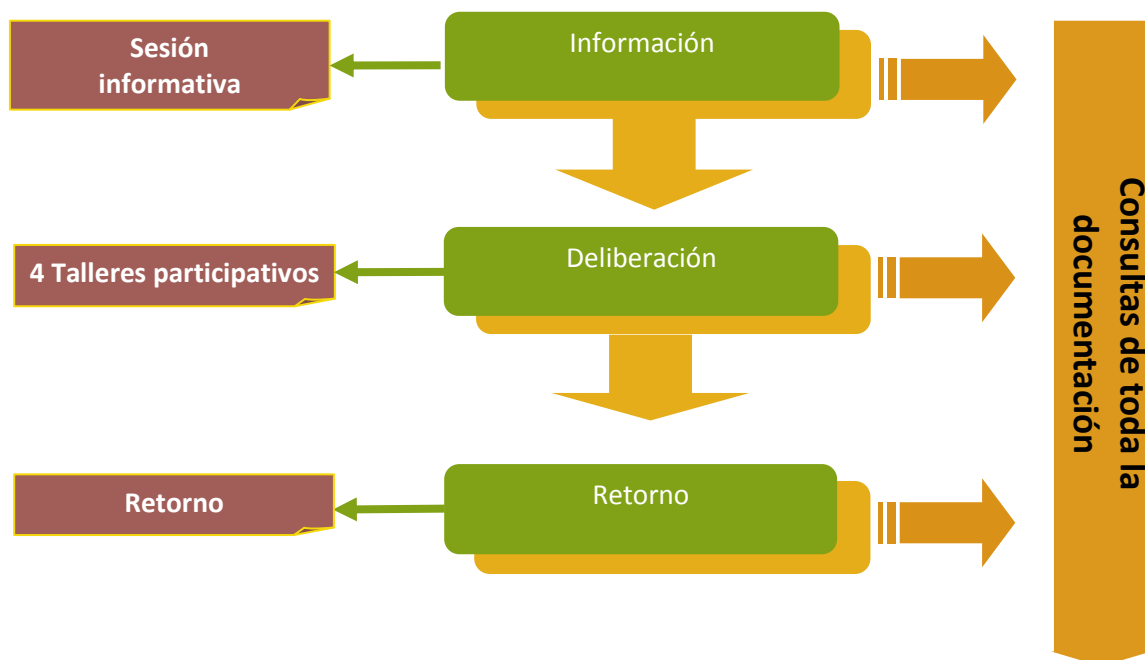 Sesión
informativa
Información
4 Talleres participativos
Deliberación
Retorno
Retorno
Consultas de toda la
documentación